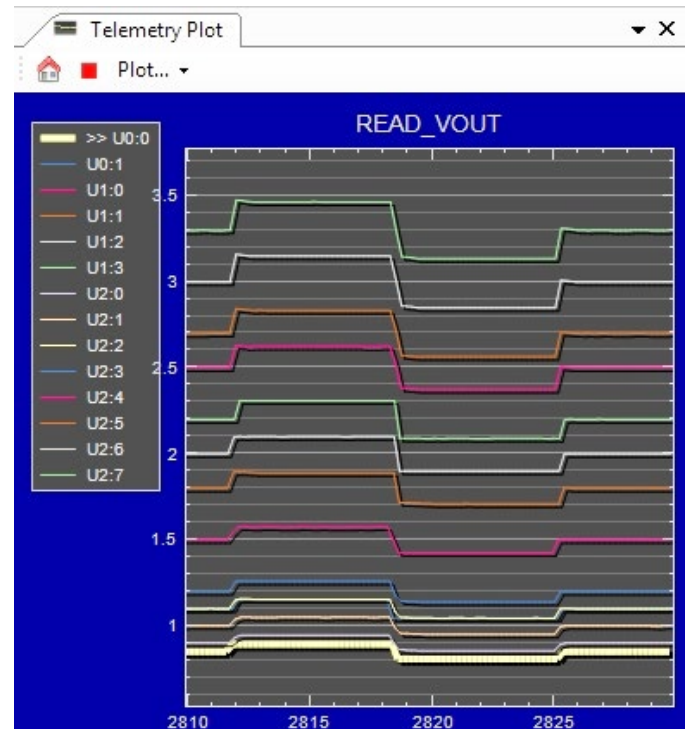 Telemetry Plot
Plot...
READ_VOUT
>> U0:0
U0:1
U1:0
U1:1
U1:2
U1:3
U2:0
U2:1
U2:2
U2:3
U2:4
U2:5
U2:6
U2:7
3.5
3
2.5
2
1.5
1
2810
2815
2820
2825